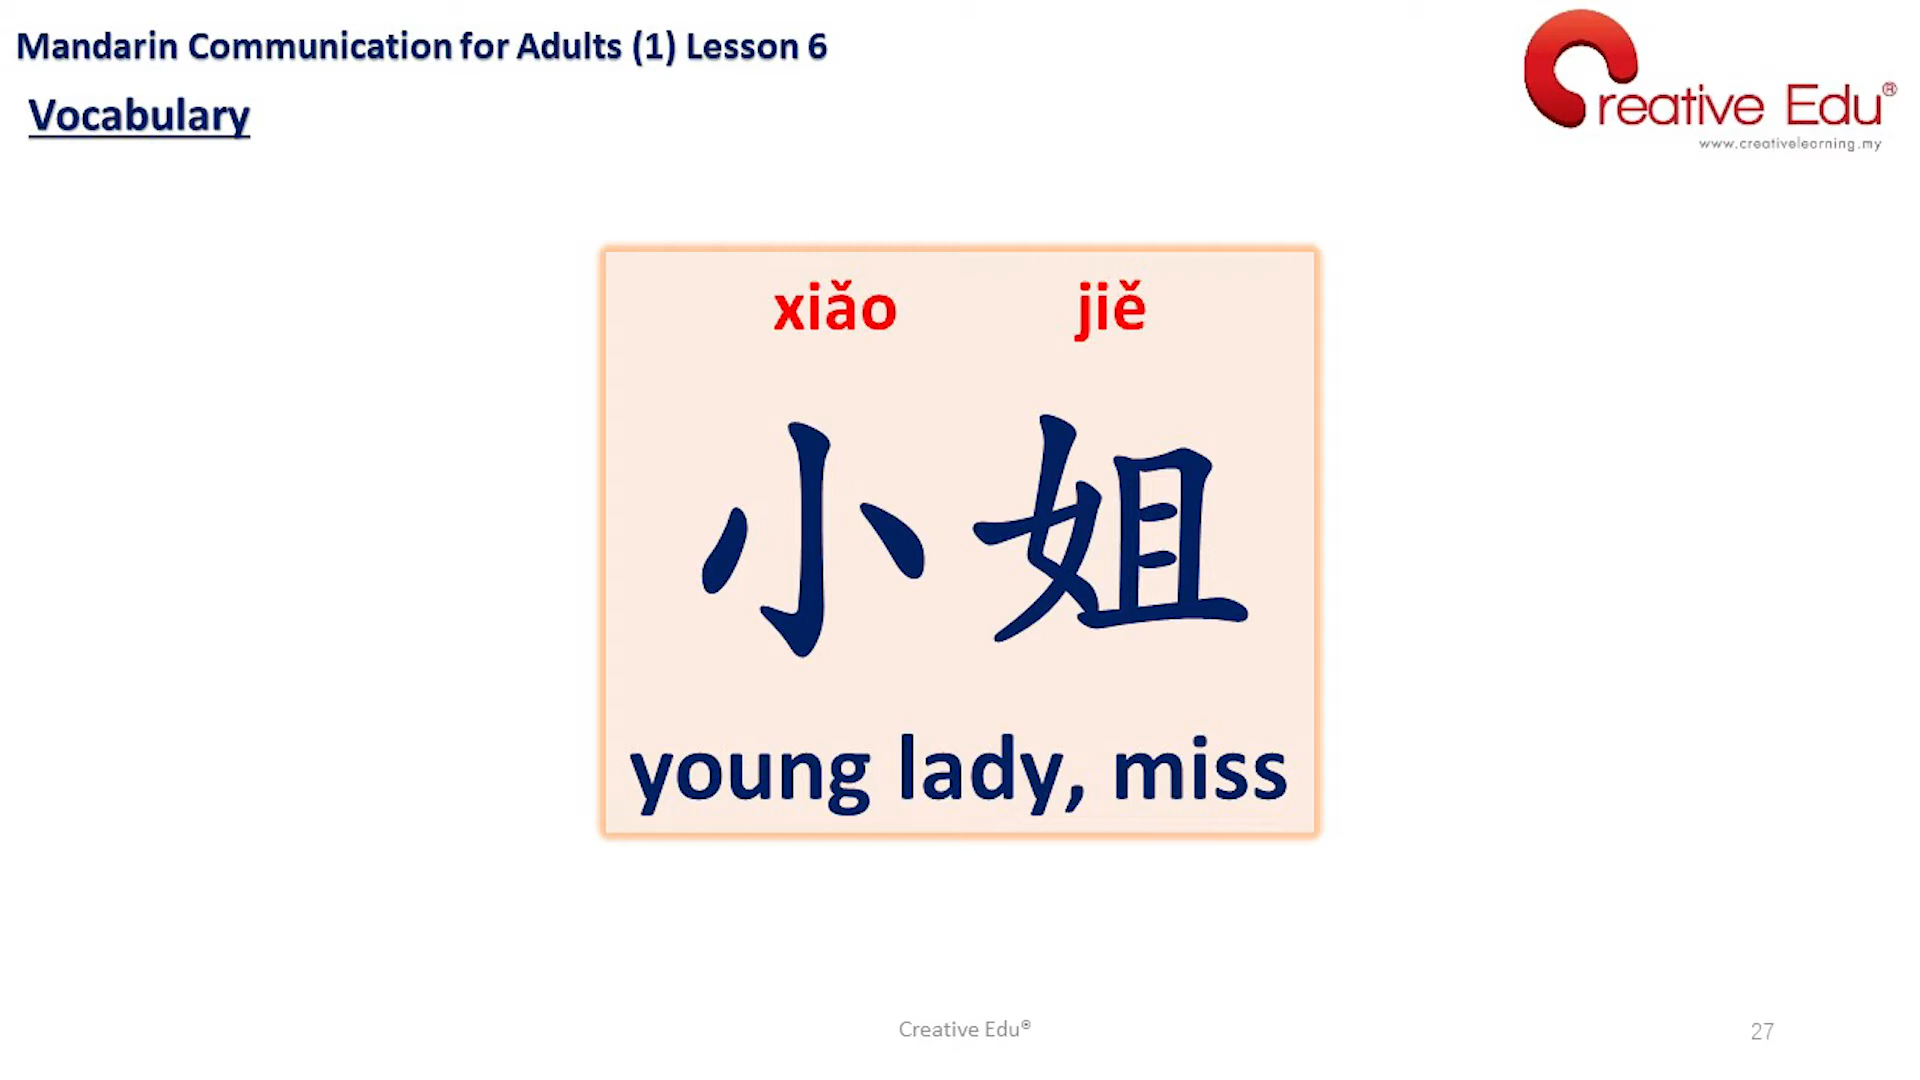 Mandarin Communication for Adults (1) Lesson 6
Vocabulary
Creative Edu®
www.creativelearning.my
xiǎo jiě
小姐
young lady, miss
Creative Edu®
27